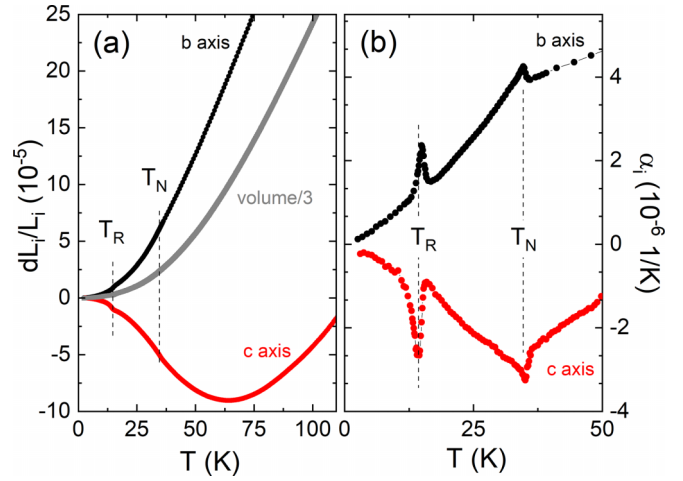 (a)
b axis
volume/3
T_R
T_N
c axis
dL_i/L_i (10^-5)
25
20
15
10
5
0
-5
-10
0
25
50
75
100
T (K)
(b)
b axis
T_R
T_N
c axis
α_i (10^-6 1/K)
4
2
0
-2
-4
0
25
50
T (K)